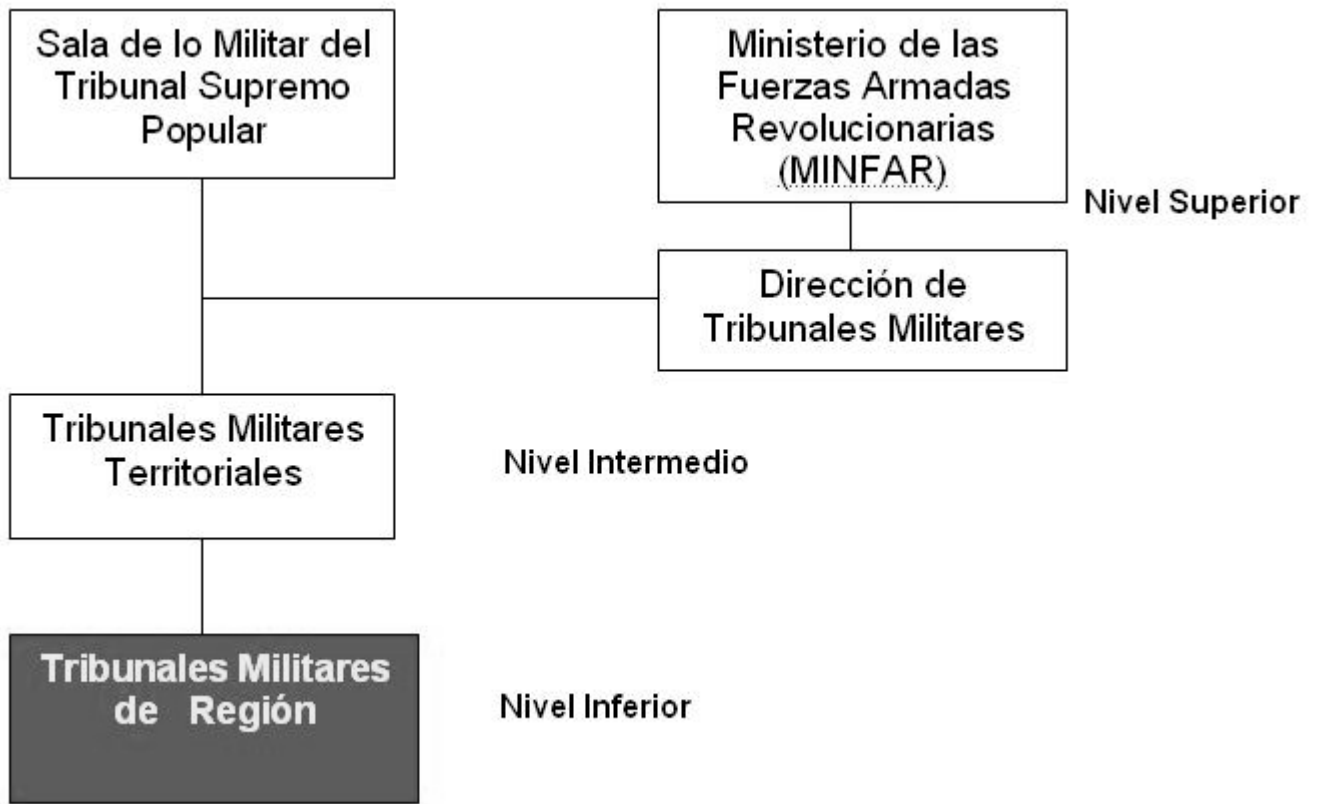 Sala de lo Militar del
Tribunal Supremo
Popular
Ministerio de las
Fuerzas Armadas
Revolucionarias
(MINFAR)
Nivel Superior
Dirección de
Tribunales Militares
Tribunales Militares
Territoriales
Nivel Intermedio
Tribunales Militares
de Región
Nivel Inferior